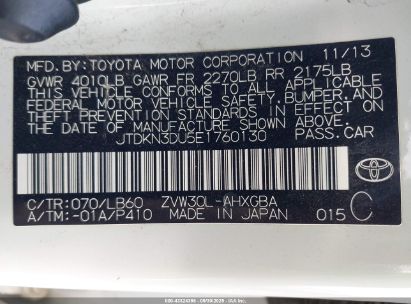 MFD. BY: TOYOTA MOTOR CORPORATION 11/13
GVWR 4010LB GAWR FR 2270LB RR 2175LB
THIS VEHICLE CONFORMS TO ALL APPLICABLE
FEDERAL MOTOR VEHICLE SAFETY, BUMPER, AND
THEFT PREVENTION STANDARDS IN EFFECT ON
THE DATE OF MANUFACTURE SHOWN ABOVE.
JTDKN3DU5E1760130 PASS.CAR
C/TR: 070/LB60 ZVW30L-AHXGBA
A/TM: -01A/P410 MADE IN JAPAN 015 C
TOYOTA